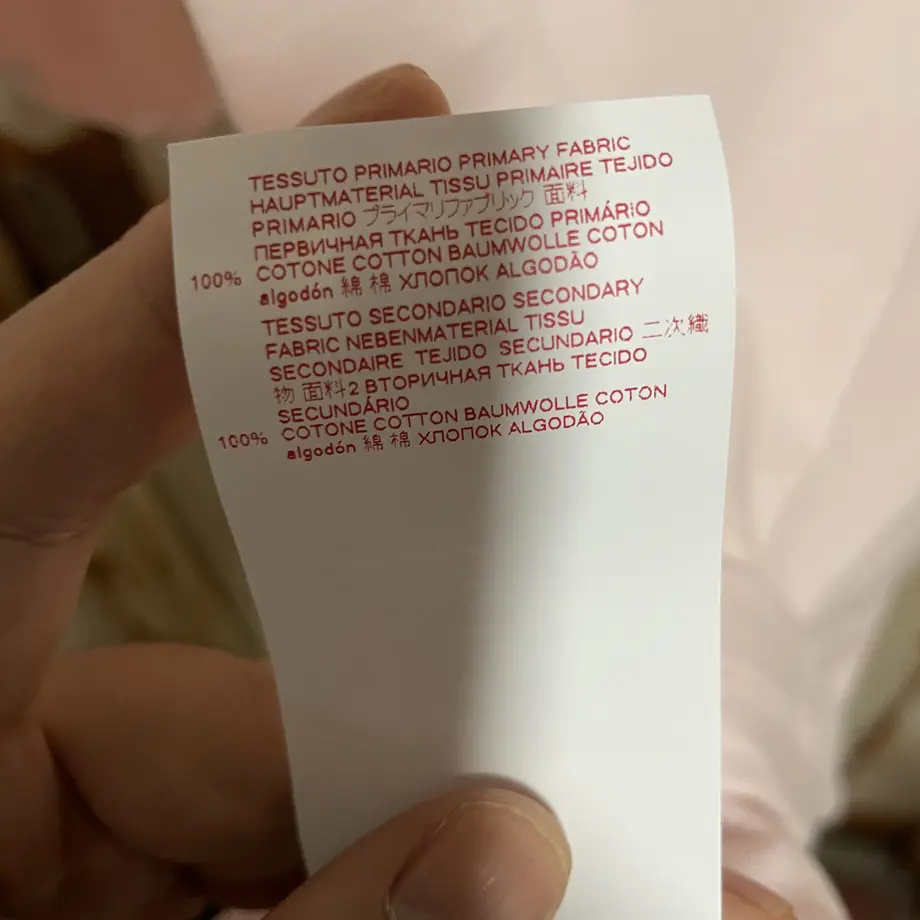 TESSUTO PRIMARIO PRIMARY FABRIC
HAUPTMATERIAL TISSU PRIMAIRE TEJIDO
PRIMARIO プライマリファブリック 面料
ПЕРВИЧНАЯ ТКАНЬ TECIDO PRIMÁRIO
100% COTONE COTTON BAUMWOLLE COTON
algodón 綿 棉 ХЛОПОК ALGODÃO
TESSUTO SECONDARIO SECONDARY
FABRIC NEBENMATERIAL TISSU
SECONDAIRE TEJIDO SECUNDARIO 二次織
物 面料2 ВТОРИЧНАЯ ТКАНЬ TECIDO
SECUNDÁRIO
100% COTONE COTTON BAUMWOLLE COTON
algodón 綿 棉 ХЛОПОК ALGODÃO